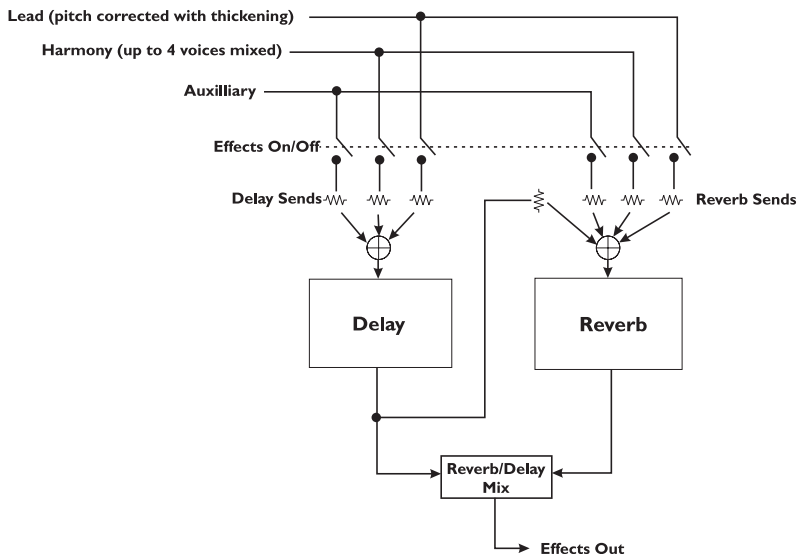 Lead (pitch corrected with thickening)
Harmony (up to 4 voices mixed)
Auxilliary
Effects On/Off
Delay Sends
Reverb Sends
Delay
Reverb
Reverb/Delay
Mix
Effects Out